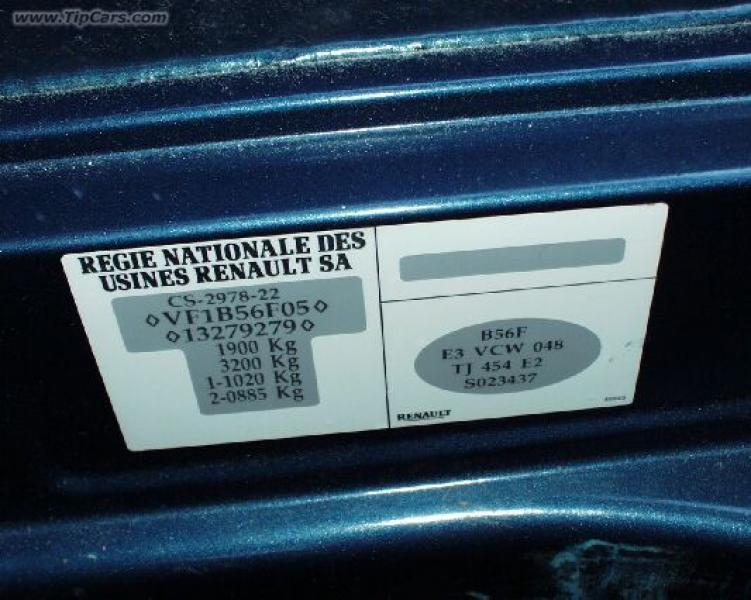 www.TipCars.com
REGIE NATIONALE DES
USINES RENAULT SA
CS-2978-22
◊VF1B56F05◊
◊13279279◊
1900 Kg
3200 Kg
1-1020 Kg
2-0885 Kg
B56F
E3 VCW 048
TJ 454 E2
S023437
RENAULT